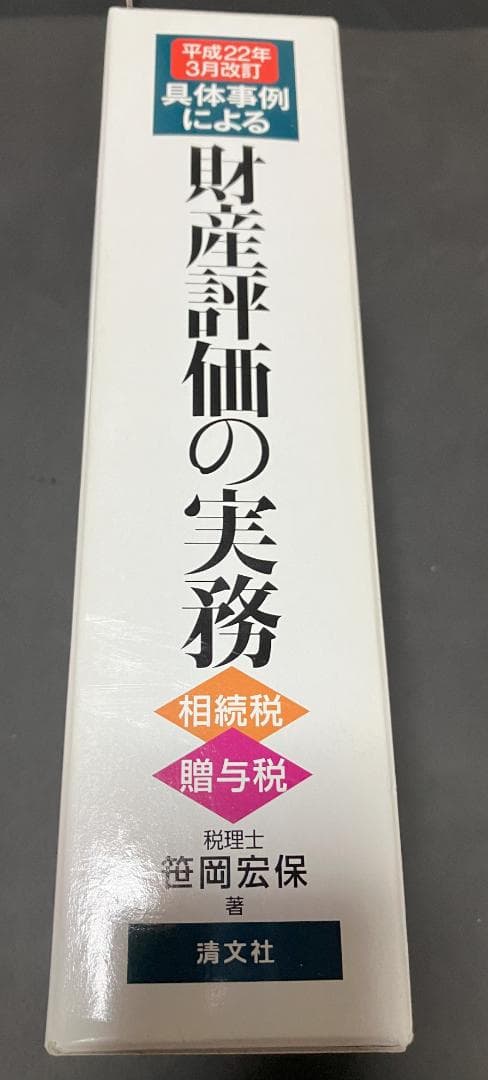 平成22年
3月改訂
具体事例
による
財産評価の実務
相続税
贈与税
税理士
笹岡宏保
著
清文社